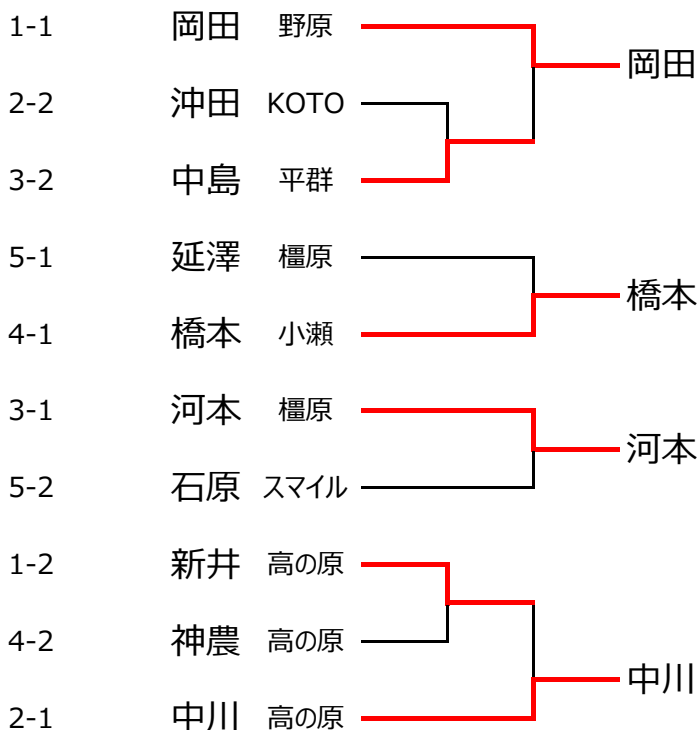 1-1 岡田 野原
岡田
2-2 沖田 KOTO
3-2 中島 平群
5-1 延澤 橿原
橋本
4-1 橋本 小瀬
3-1 河本 橿原
河本
5-2 石原 スマイル
1-2 新井 高の原
4-2 神農 高の原
中川
2-1 中川 高の原